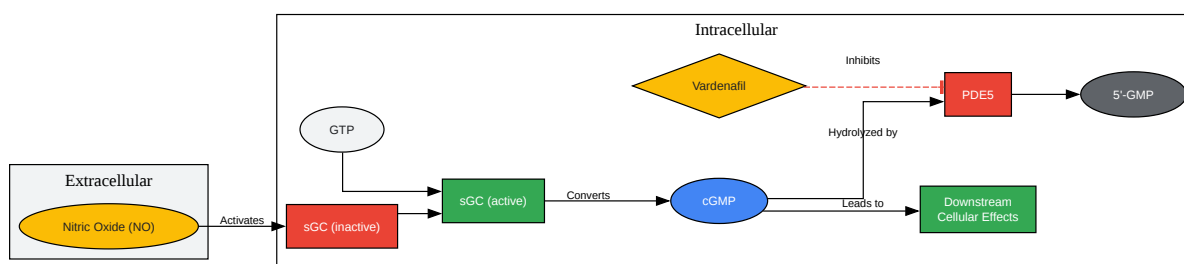 Intracellular
Inhibits
Vardenafil
PDE5
5'-GMP
GTP
Hydrolyzed by
Extracellular
Nitric Oxide (NO)
Activates
sGC (inactive)
sGC (active)
Converts
cGMP
Leads to
Downstream
Cellular Effects